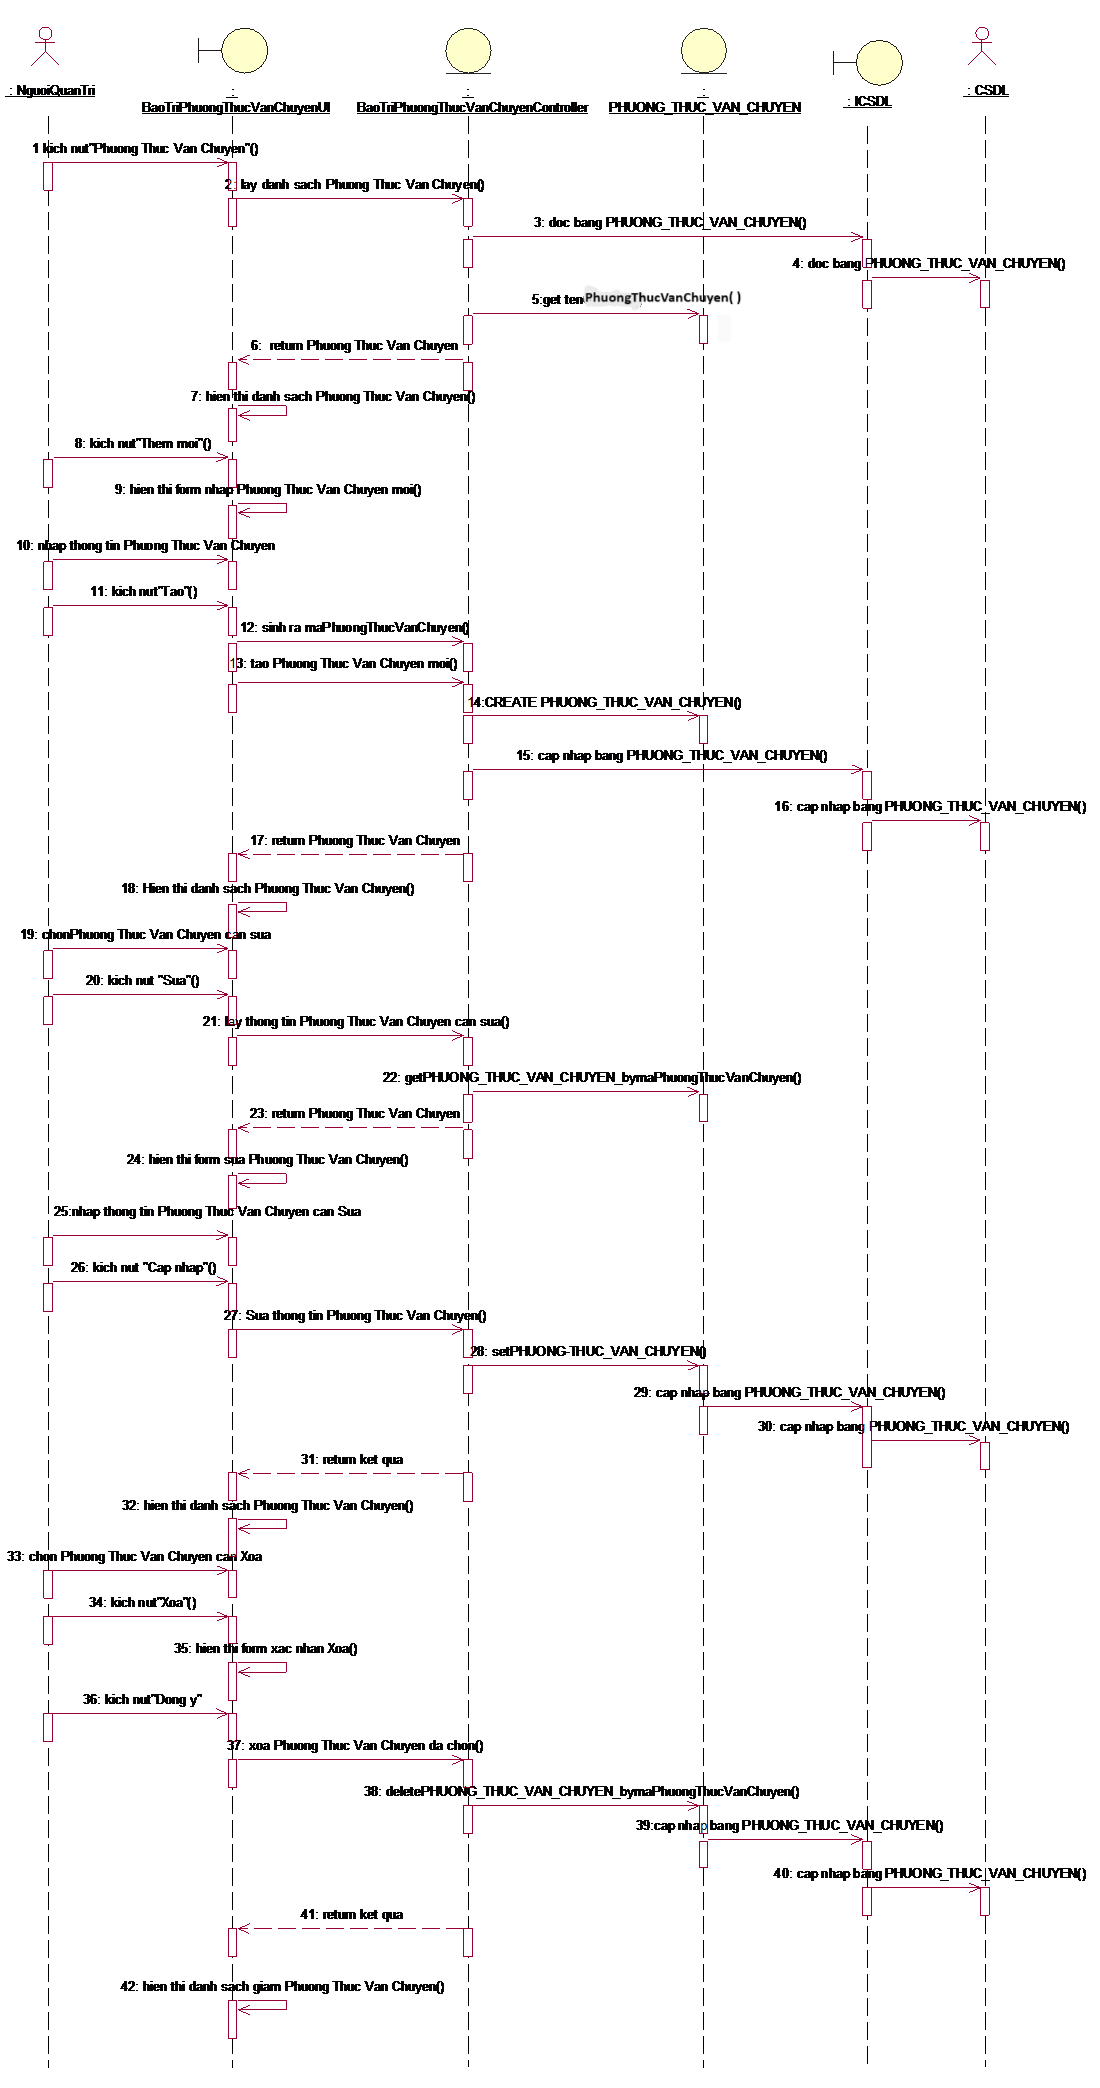 : NguoiQuanTri
:
BaoTriPhuongThucVanChuyenUI
:
BaoTriPhuongThucVanChuyenController
:
PHUONG_THUC_VAN_CHUYEN
: ICSDL
: CSDL
1 kich nut"Phuong Thuc Van Chuyen"()
2: lay danh sach Phuong Thuc Van Chuyen()
3: doc bang PHUONG_THUC_VAN_CHUYEN()
4: doc bang PHUONG_THUC_VAN_CHUYEN()
5:get ten PhuongThucVanChuyen( )
6: return Phuong Thuc Van Chuyen
7: hien thi danh sach Phuong Thuc Van Chuyen()
8: kich nut"Them moi"()
9: hien thi form nhap Phuong Thuc Van Chuyen moi()
10: nhap thong tin Phuong Thuc Van Chuyen
11: kich nut"Tao"()
12: sinh ra maPhuongThucVanChuyen()
13: tao Phuong Thuc Van Chuyen moi()
14:CREATE PHUONG_THUC_VAN_CHUYEN()
15: cap nhap bang PHUONG_THUC_VAN_CHUYEN()
16: cap nhap bang PHUONG_THUC_VAN_CHUYEN()
17: return Phuong Thuc Van Chuyen
18: Hien thi danh sach Phuong Thuc Van Chuyen()
19: chonPhuong Thuc Van Chuyen can sua
20: kich nut "Sua"()
21: lay thong tin Phuong Thuc Van Chuyen can sua()
22: getPHUONG_THUC_VAN_CHUYEN_bymaPhuongThucVanChuyen()
23: return Phuong Thuc Van Chuyen
24: hien thi form sua Phuong Thuc Van Chuyen()
25:nhap thong tin Phuong Thuc Van Chuyen can Sua
26: kich nut "Cap nhap"()
27: Sua thong tin Phuong Thuc Van Chuyen()
28: setPHUONG-THUC_VAN_CHUYEN()
29: cap nhap bang PHUONG_THUC_VAN_CHUYEN()
30: cap nhap bang PHUONG_THUC_VAN_CHUYEN()
31: return ket qua
32: hien thi danh sach Phuong Thuc Van Chuyen()
33: chon Phuong Thuc Van Chuyen can Xoa
34: kich nut"Xoa"()
35: hien thi form xac nhan Xoa()
36: kich nut"Dong y"
37: xoa Phuong Thuc Van Chuyen da chon()
38: deletePHUONG_THUC_VAN_CHUYEN_bymaPhuongThucVanChuyen()
39:cap nhap bang PHUONG_THUC_VAN_CHUYEN()
40: cap nhap bang PHUONG_THUC_VAN_CHUYEN()
41: return ket qua
42: hien thi danh sach giam Phuong Thuc Van Chuyen()